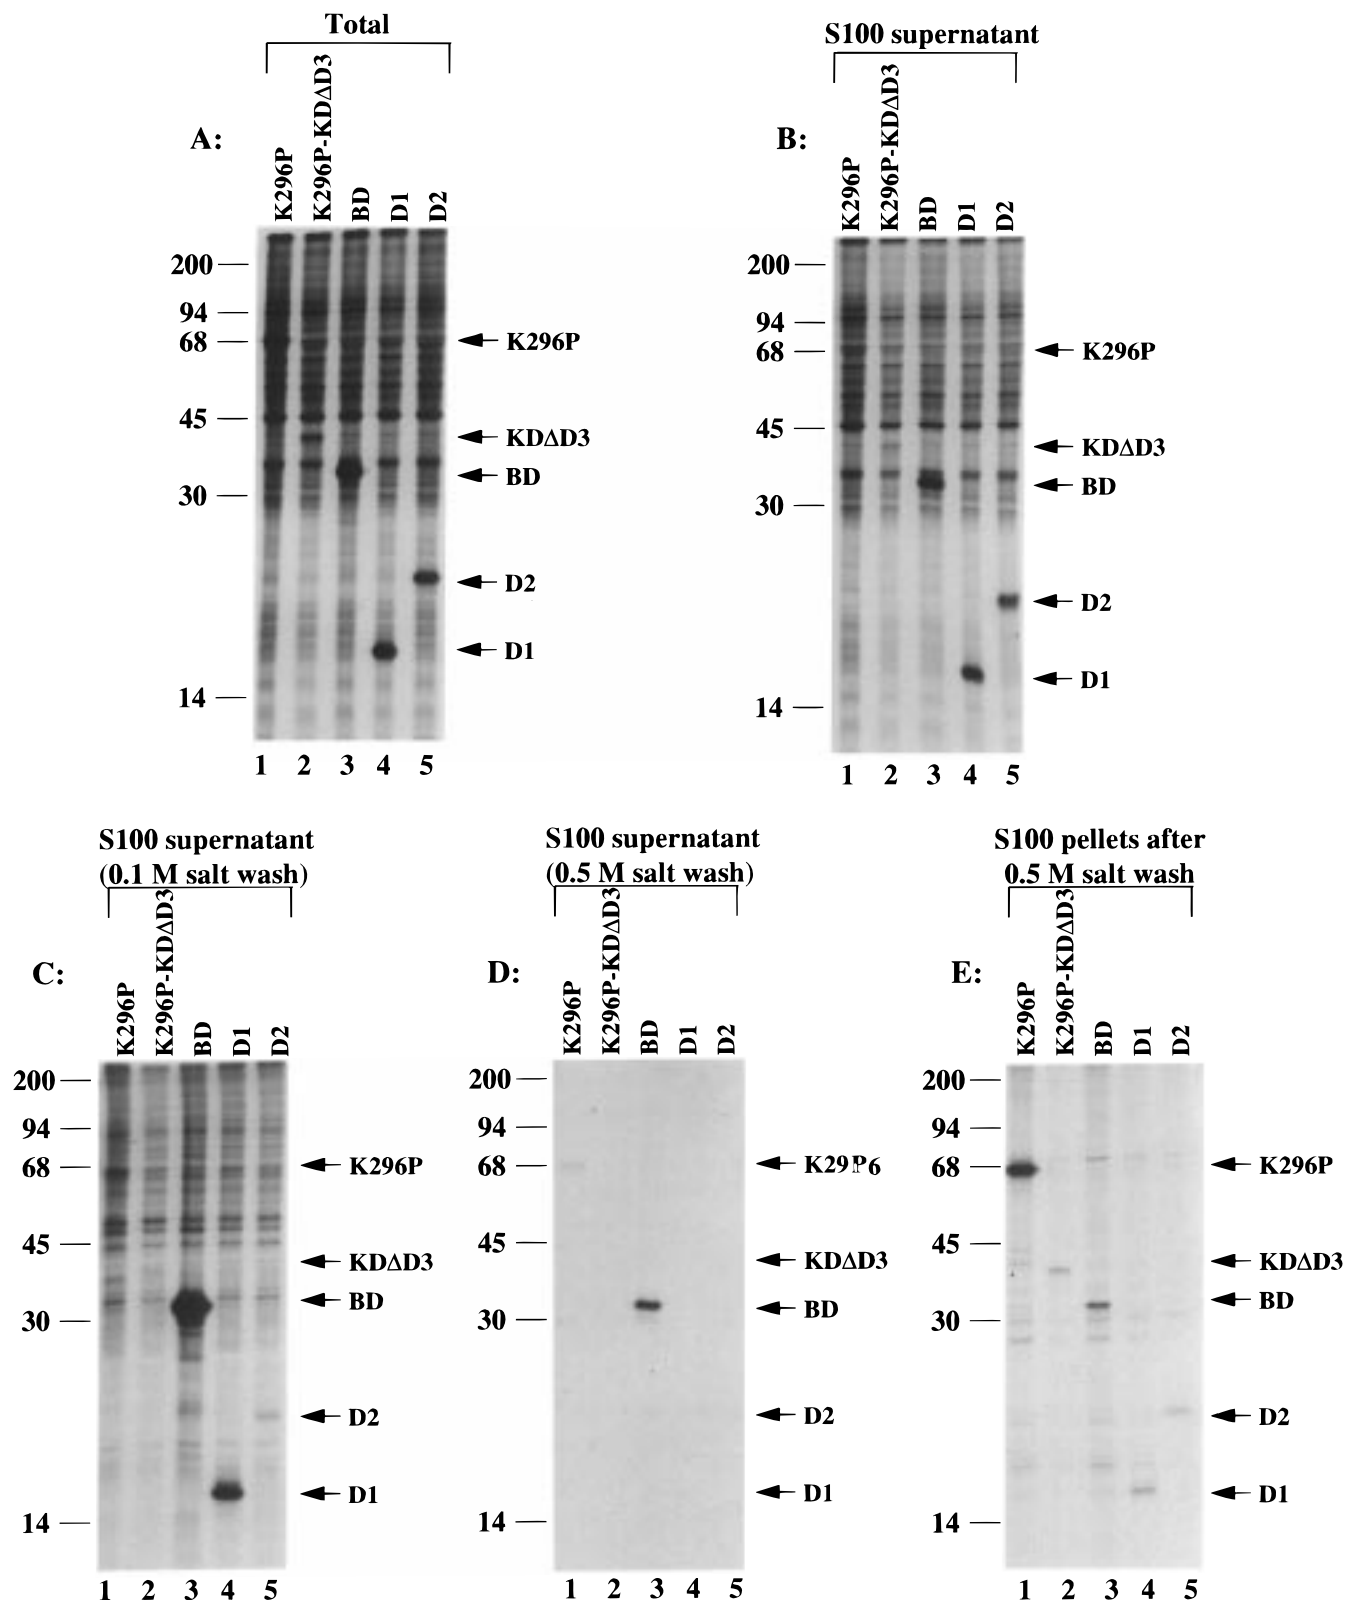 Total
A:
K296P
K296P-KDΔD3
BD
D1
D2
200
94
68
45
30
14
K296P
KDΔD3
BD
D2
D1
1 2 3 4 5
S100 supernatant
B:
K296P
K296P-KDΔD3
BD
D1
D2
200
94
68
45
30
14
K296P
KDΔD3
BD
D2
D1
1 2 3 4 5
S100 supernatant
(0.1 M salt wash)
C:
K296P
K296P-KDΔD3
BD
D1
D2
200
94
68
45
30
14
K296P
KDΔD3
BD
D2
D1
1 2 3 4 5
S100 supernatant
(0.5 M salt wash)
D:
K296P
K296P-KDΔD3
BD
D1
D2
200
94
68
45
30
14
K29P6
KDΔD3
BD
D2
D1
1 2 3 4 5
S100 pellets after
0.5 M salt wash
E:
K296P
K296P-KDΔD3
BD
D1
D2
200
94
68
45
30
14
K296P
KDΔD3
BD
D2
D1
1 2 3 4 5